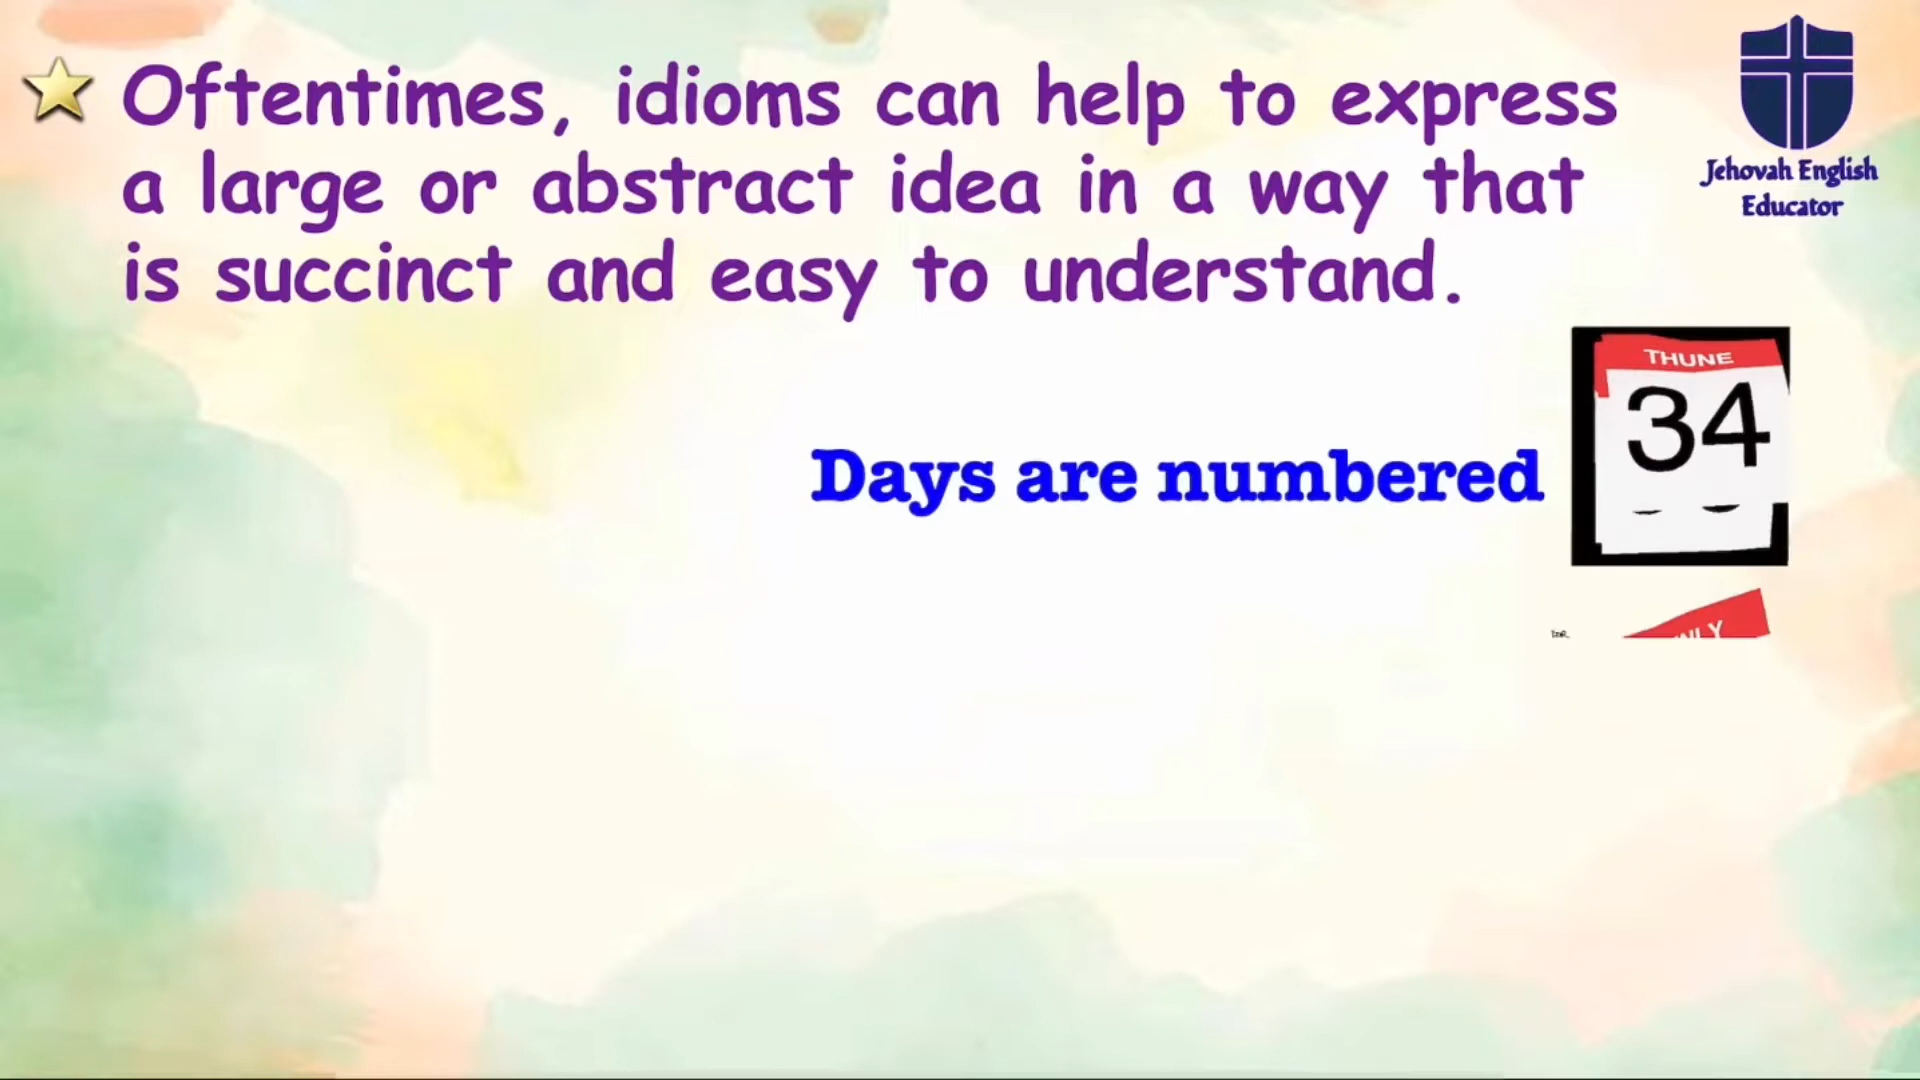 Oftentimes, idioms can help to express
a large or abstract idea in a way that
is succinct and easy to understand.
Jehovah English
Educator
THUNE
34
Days are numbered